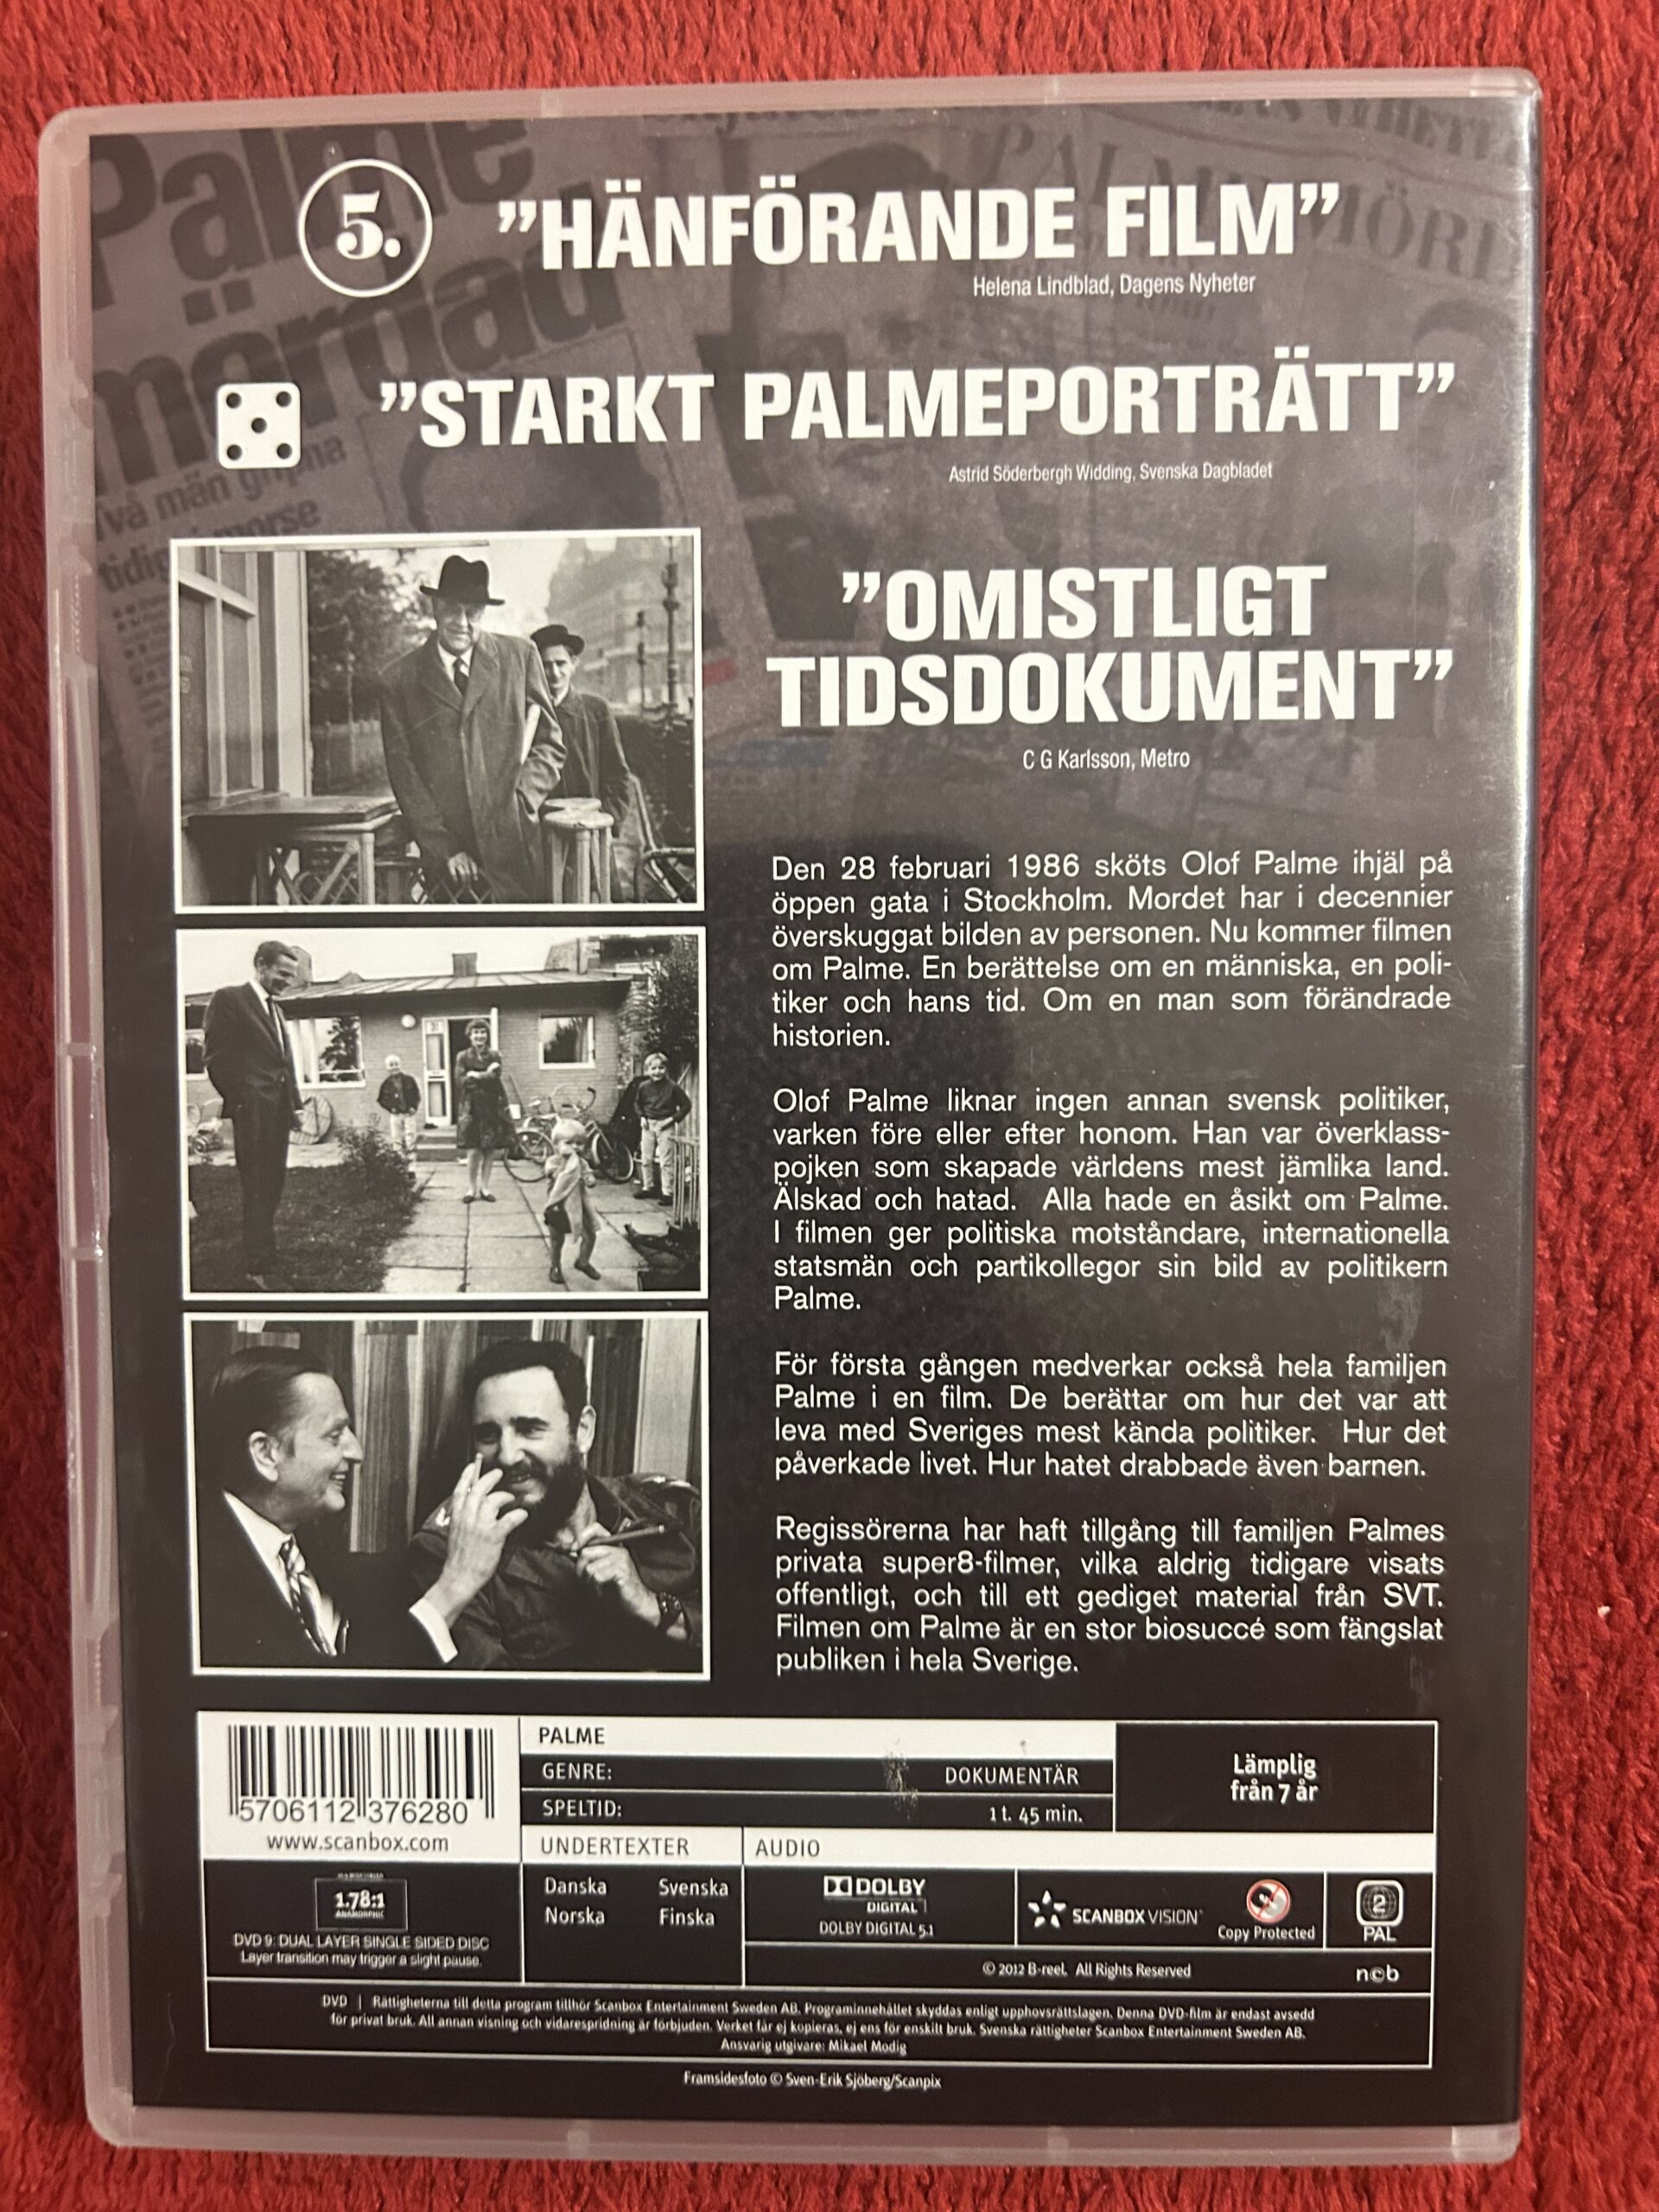 Palme
mördad
Två män gripna
tidig i morse
PALME
MÖRD
5.
”HÄNFÖRANDE FILM”
Helena Lindblad, Dagens Nyheter
”STARKT PALMEPORTRÄTT”
Astrid Söderbergh Widding, Svenska Dagbladet
”OMISTLIGT
TIDSDOKUMENT”
C G Karlsson, Metro
Den 28 februari 1986 sköts Olof Palme ihjäl på
öppen gata i Stockholm. Mordet har i decennier
överskuggat bilden av personen. Nu kommer filmen
om Palme. En berättelse om en människa, en poli-
tiker och hans tid. Om en man som förändrade
historien.
Olof Palme liknar ingen annan svensk politiker,
varken före eller efter honom. Han var överklass-
pojken som skapade världens mest jämlika land.
Älskad och hatad. Alla hade en åsikt om Palme.
I filmen ger politiska motståndare, internationella
statsmän och partikollegor sin bild av politikern
Palme.
För första gången medverkar också hela familjen
Palme i en film. De berättar om hur det var att
leva med Sveriges mest kända politiker. Hur det
påverkade livet. Hur hatet drabbade även barnen.
Regissörerna har haft tillgång till familjen Palmes
privata super8-filmer, vilka aldrig tidigare visats
offentligt, och till ett gediget material från SVT.
Filmen om Palme är en stor biosuccé som fängslat
publiken i hela Sverige.
5706112376280
www.scanbox.com
PALME
GENRE: DOKUMENTÄR
SPELTID: 1 t. 45 min.
Lämplig
från 7 år
UNDERTEXTER
Danska Svenska
Norska Finska
AUDIO
DOLBY
DIGITAL
DOLBY DIGITAL 5.1
SCANBOX VISION
Copy Protected
2
PAL
1.78:1
ANAMORPHIC
DVD 9: DUAL LAYER SINGLE SIDED DISC
Layer transition may trigger a slight pause.
© 2012 B-reel. All Rights Reserved
ncb
DVD | Rättigheterna till detta program tillhör Scanbox Entertainment Sweden AB. Programinnehållet skyddas enligt upphovsrättslagen. Denna DVD-film är endast avsedd
för privat bruk. All annan visning och vidarespridning är förbjuden. Verket får ej kopieras, ej ens för enskilt bruk. Svenska rättigheter Scanbox Entertainment Sweden AB.
Ansvarig utgivare: Mikael Modig
Framsidesfoto © Sven-Erik Sjöberg/Scanpix